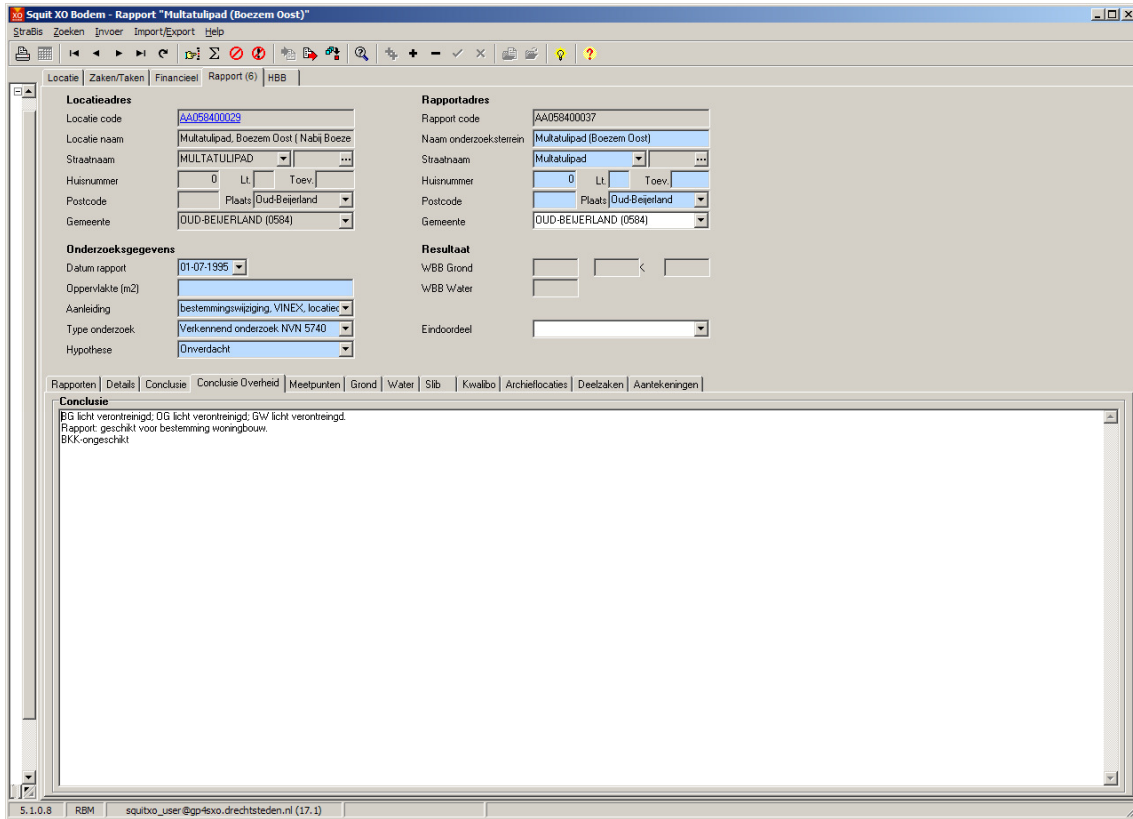 Squit XO Bodem - Rapport "Multatulipad (Boezem Oost)"
StraBis Zoeken Invoer Import/Export Help
Locatie Zaken/Taken Financieel Rapport (6) HBB
Locatieadres
Locatie code AA058400029
Locatie naam Multatulipad, Boezem Oost ( Nabij Boeze
Straatnaam MULTATULIPAD ...
Huisnummer 0 Lt. Toev.
Postcode Plaats Oud-Beijerland
Gemeente OUD-BEIJERLAND (0584)
Rapportadres
Rapport code AA058400037
Naam onderzoeksterrein Multatulipad (Boezem Oost)
Straatnaam Multatulipad ...
Huisnummer 0 Lt. Toev.
Postcode Plaats Oud-Beijerland
Gemeente OUD-BEIJERLAND (0584)
Onderzoeksgegevens
Datum rapport 01-07-1995
Oppervlakte (m2)
Aanleiding bestemmingswijziging, VINEX, locatiec
Type onderzoek Verkennend onderzoek NVN 5740
Hypothese Onverdacht
Resultaat
WBB Grond <
WBB Water
Eindoordeel
Rapporten Details Conclusie Conclusie Overheid Meetpunten Grond Water Slib Kwalibo Archieflocaties Deelzaken Aantekeningen
Conclusie
BG licht verontreinigd; OG licht verontreinigd; GW licht verontreingd.
Rapport: geschikt voor bestemming woningbouw.
BKK-ongeschikt
5.1.0.8 RBM squitxo_user@gp4sxo.drechtsteden.nl (17.1)